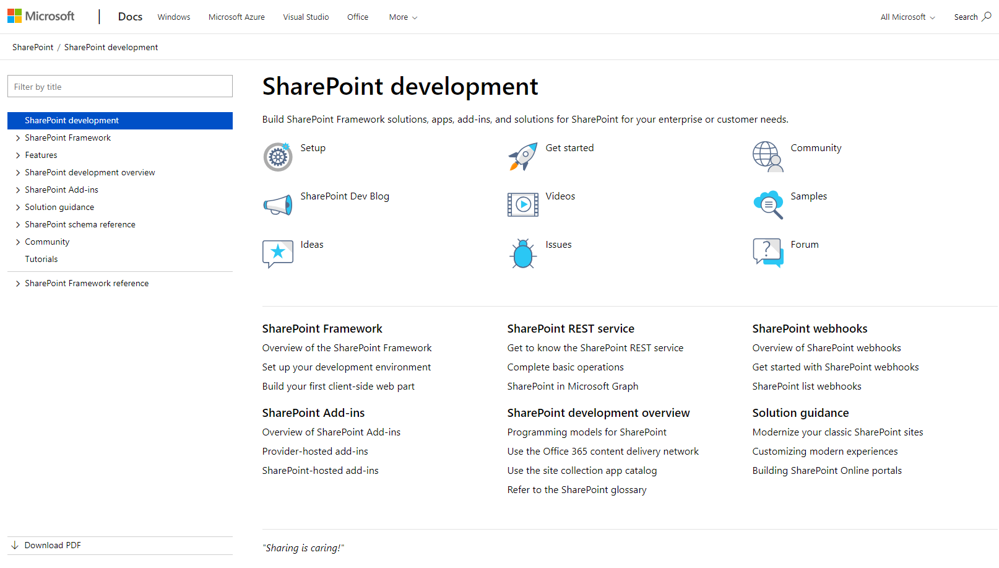 Microsoft
Docs
Windows
Microsoft Azure
Visual Studio
Office
More
All Microsoft
Search
SharePoint / SharePoint development
Filter by title
SharePoint development
SharePoint Framework
Features
SharePoint development overview
SharePoint Add-ins
Solution guidance
SharePoint schema reference
Community
Tutorials
SharePoint Framework reference
Download PDF
SharePoint development
Build SharePoint Framework solutions, apps, add-ins, and solutions for SharePoint for your enterprise or customer needs.
Setup
Get started
Community
SharePoint Dev Blog
Videos
Samples
Ideas
Issues
?
Forum
SharePoint Framework
Overview of the SharePoint Framework
Set up your development environment
Build your first client-side web part
SharePoint REST service
Get to know the SharePoint REST service
Complete basic operations
SharePoint in Microsoft Graph
SharePoint webhooks
Overview of SharePoint webhooks
Get started with SharePoint webhooks
SharePoint list webhooks
SharePoint Add-ins
Overview of SharePoint Add-ins
Provider-hosted add-ins
SharePoint-hosted add-ins
SharePoint development overview
Programming models for SharePoint
Use the Office 365 content delivery network
Use the site collection app catalog
Refer to the SharePoint glossary
Solution guidance
Modernize your classic SharePoint sites
Customizing modern experiences
Building SharePoint Online portals
"Sharing is caring!"